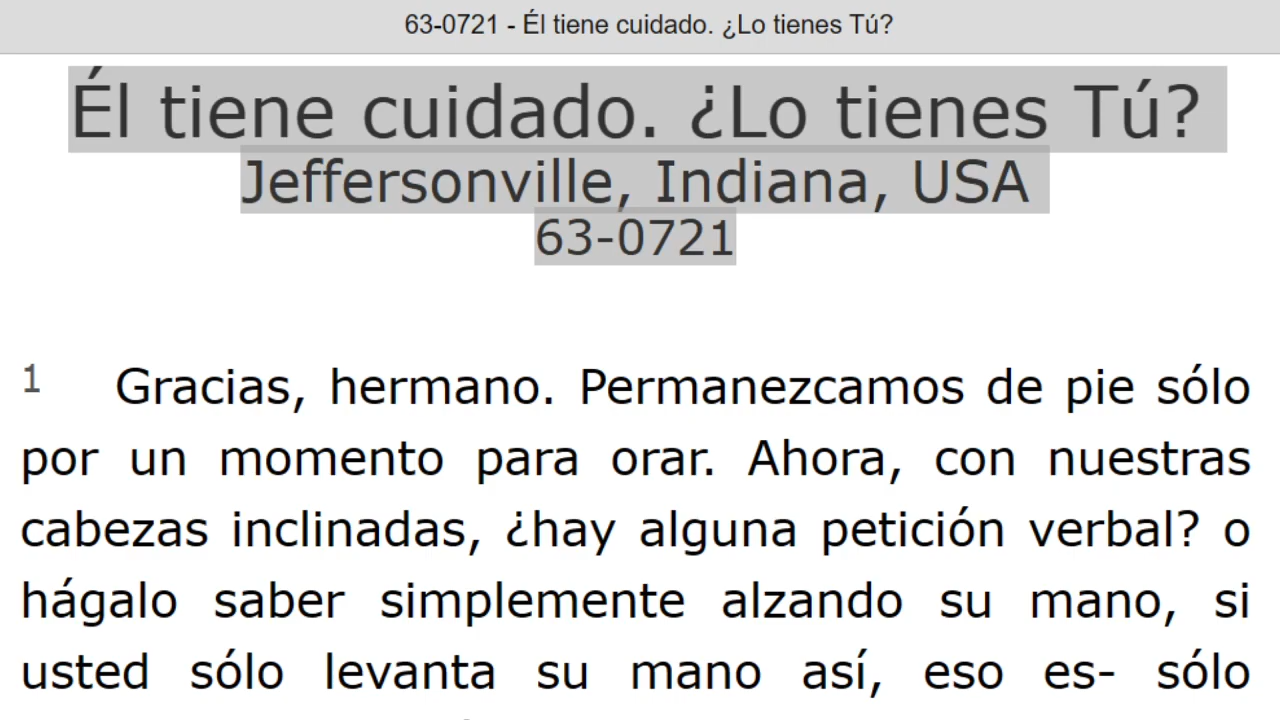 63-0721 - Él tiene cuidado. ¿Lo tienes Tú?
Él tiene cuidado. ¿Lo tienes Tú?
Jeffersonville, Indiana, USA
63-0721
1 Gracias, hermano. Permanezcamos de pie sólo
por un momento para orar. Ahora, con nuestras
cabezas inclinadas, ¿hay alguna petición verbal? o
hágalo saber simplemente alzando su mano, si
usted sólo levanta su mano así, eso es- sólo